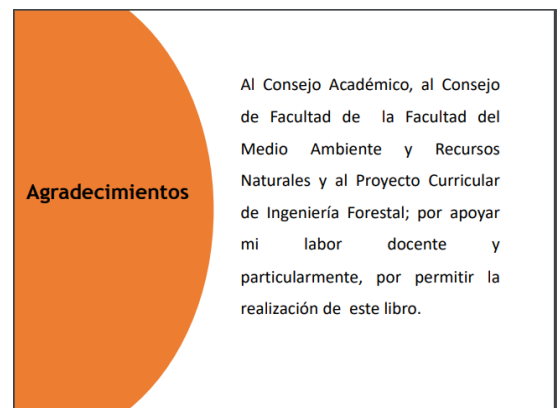 Agradecimientos
Al Consejo Académico, al Consejo
de Facultad de la Facultad del
Medio Ambiente y Recursos
Naturales y al Proyecto Curricular
de Ingeniería Forestal; por apoyar
mi labor docente y
particularmente, por permitir la
realización de este libro.